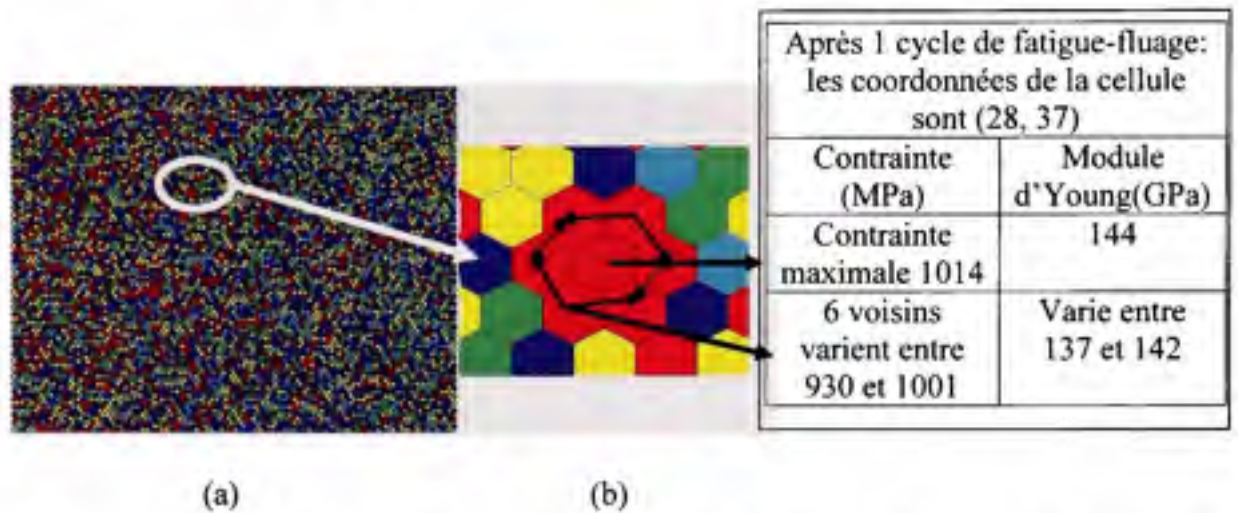 Après 1 cycle de fatigue-fluage:
les coordonnées de la cellule
sont (28, 37)
Contrainte
(MPa)
Module
d'Young(GPa)
Contrainte
maximale 1014
144
6 voisins
varient entre
930 et 1001
Varie entre
137 et 142
(a)
(b)